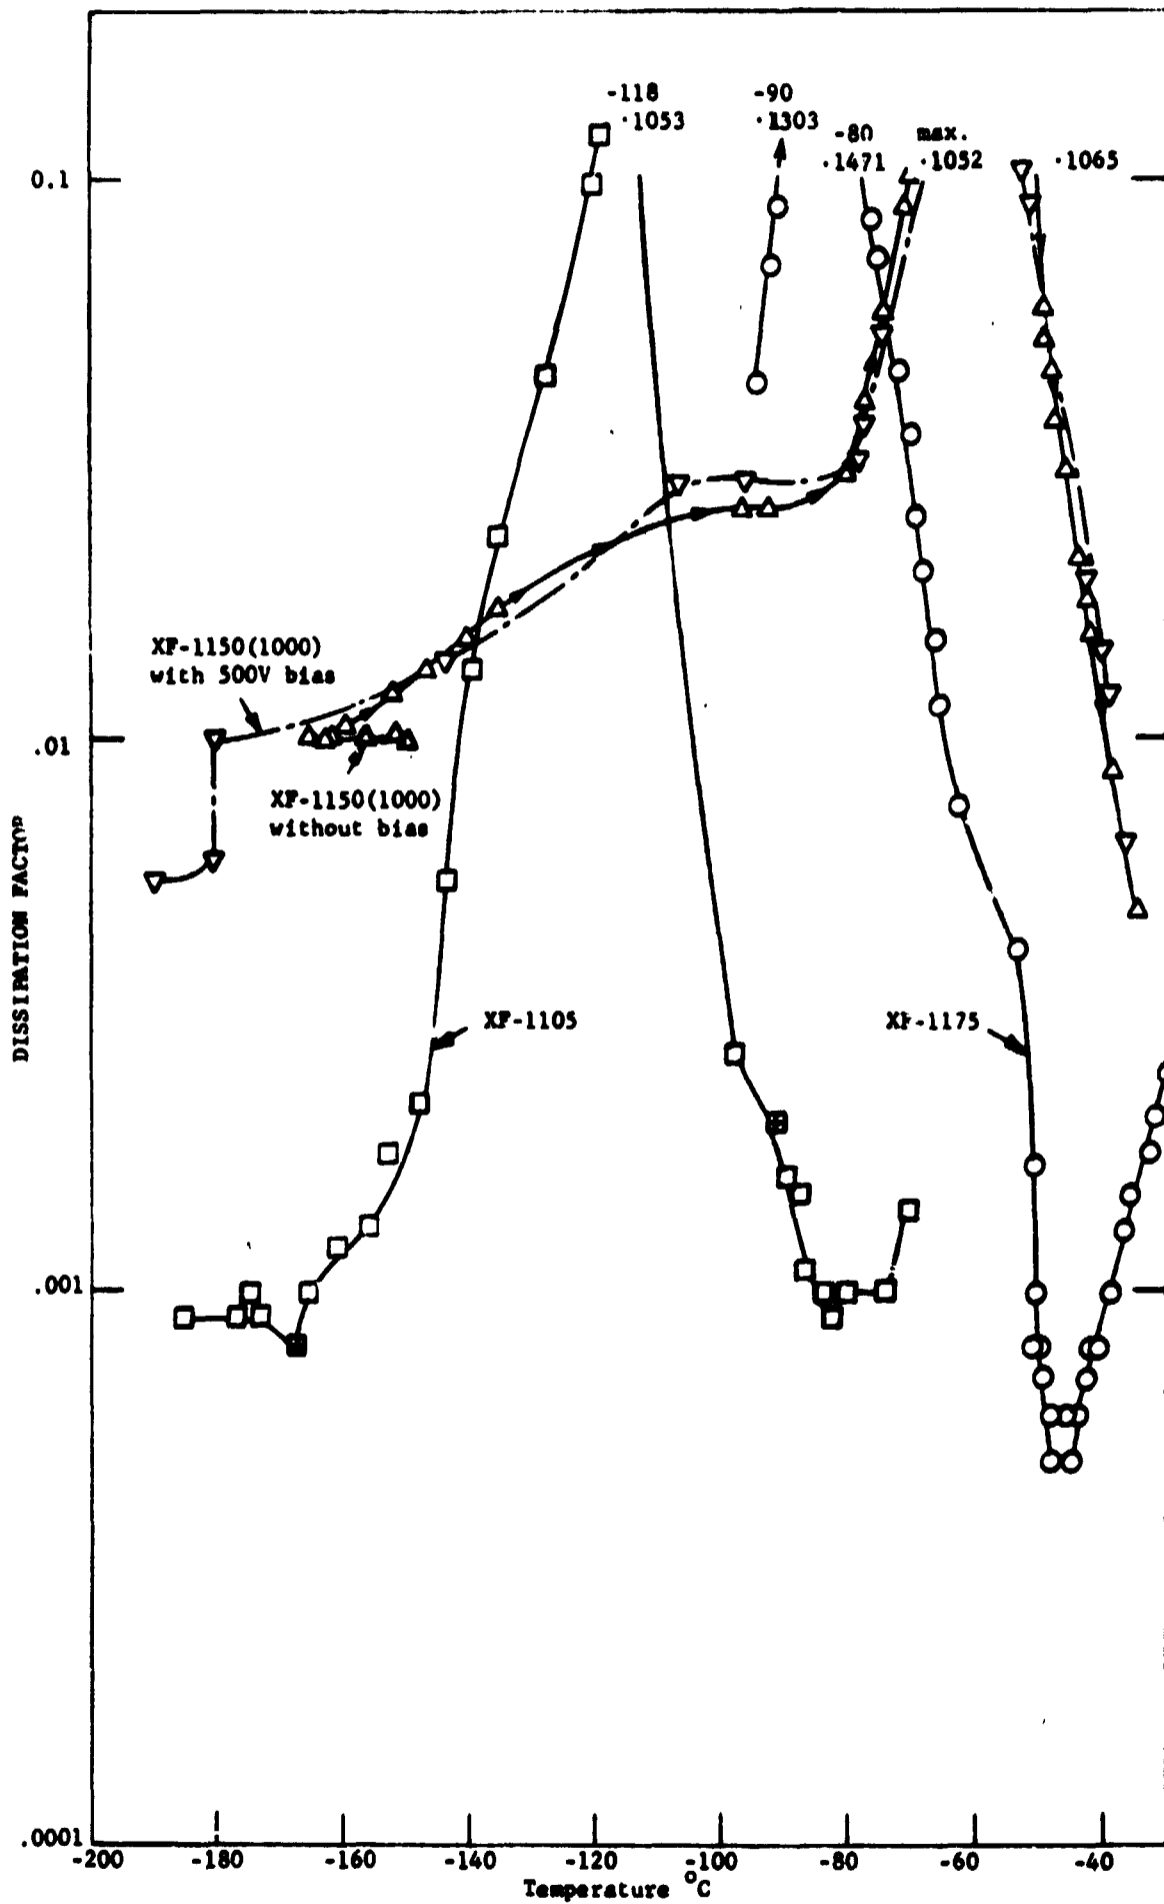 -118
.1053
-90
.1303
-80
.1471
max.
.1052
.1065
0.1
XF-1150(1000)
with 500V bias
.01
XF-1150(1000)
without bias
DISSIPATION FACTOR
XF-1105
XF-1175
.001
.0001
-200 -180 -160 -140 -120 -100 -80 -60 -40
Temperature °C